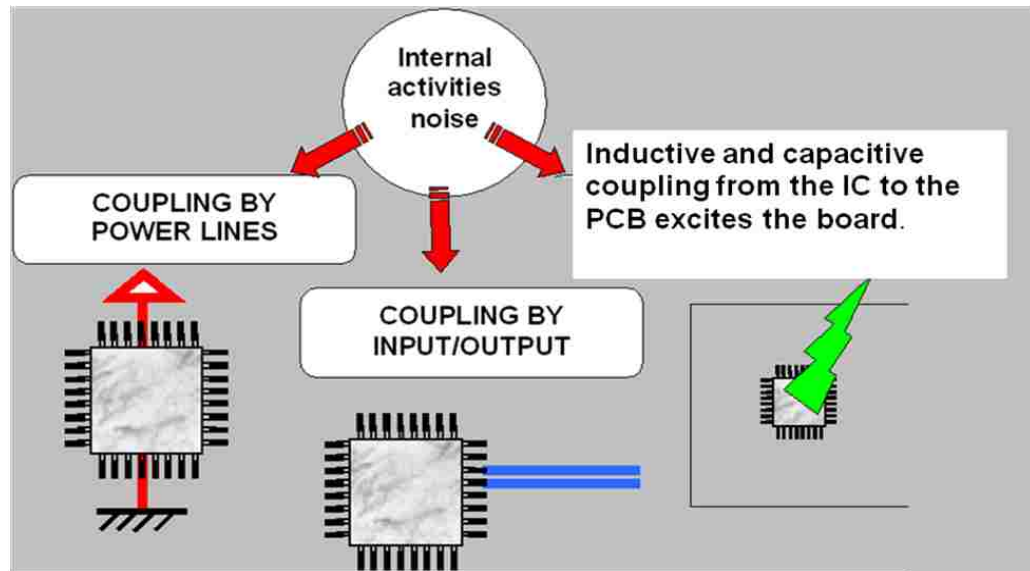 Internal
activities
noise
COUPLING BY
POWER LINES
COUPLING BY
INPUT/OUTPUT
Inductive and capacitive
coupling from the IC to the
PCB excites the board.